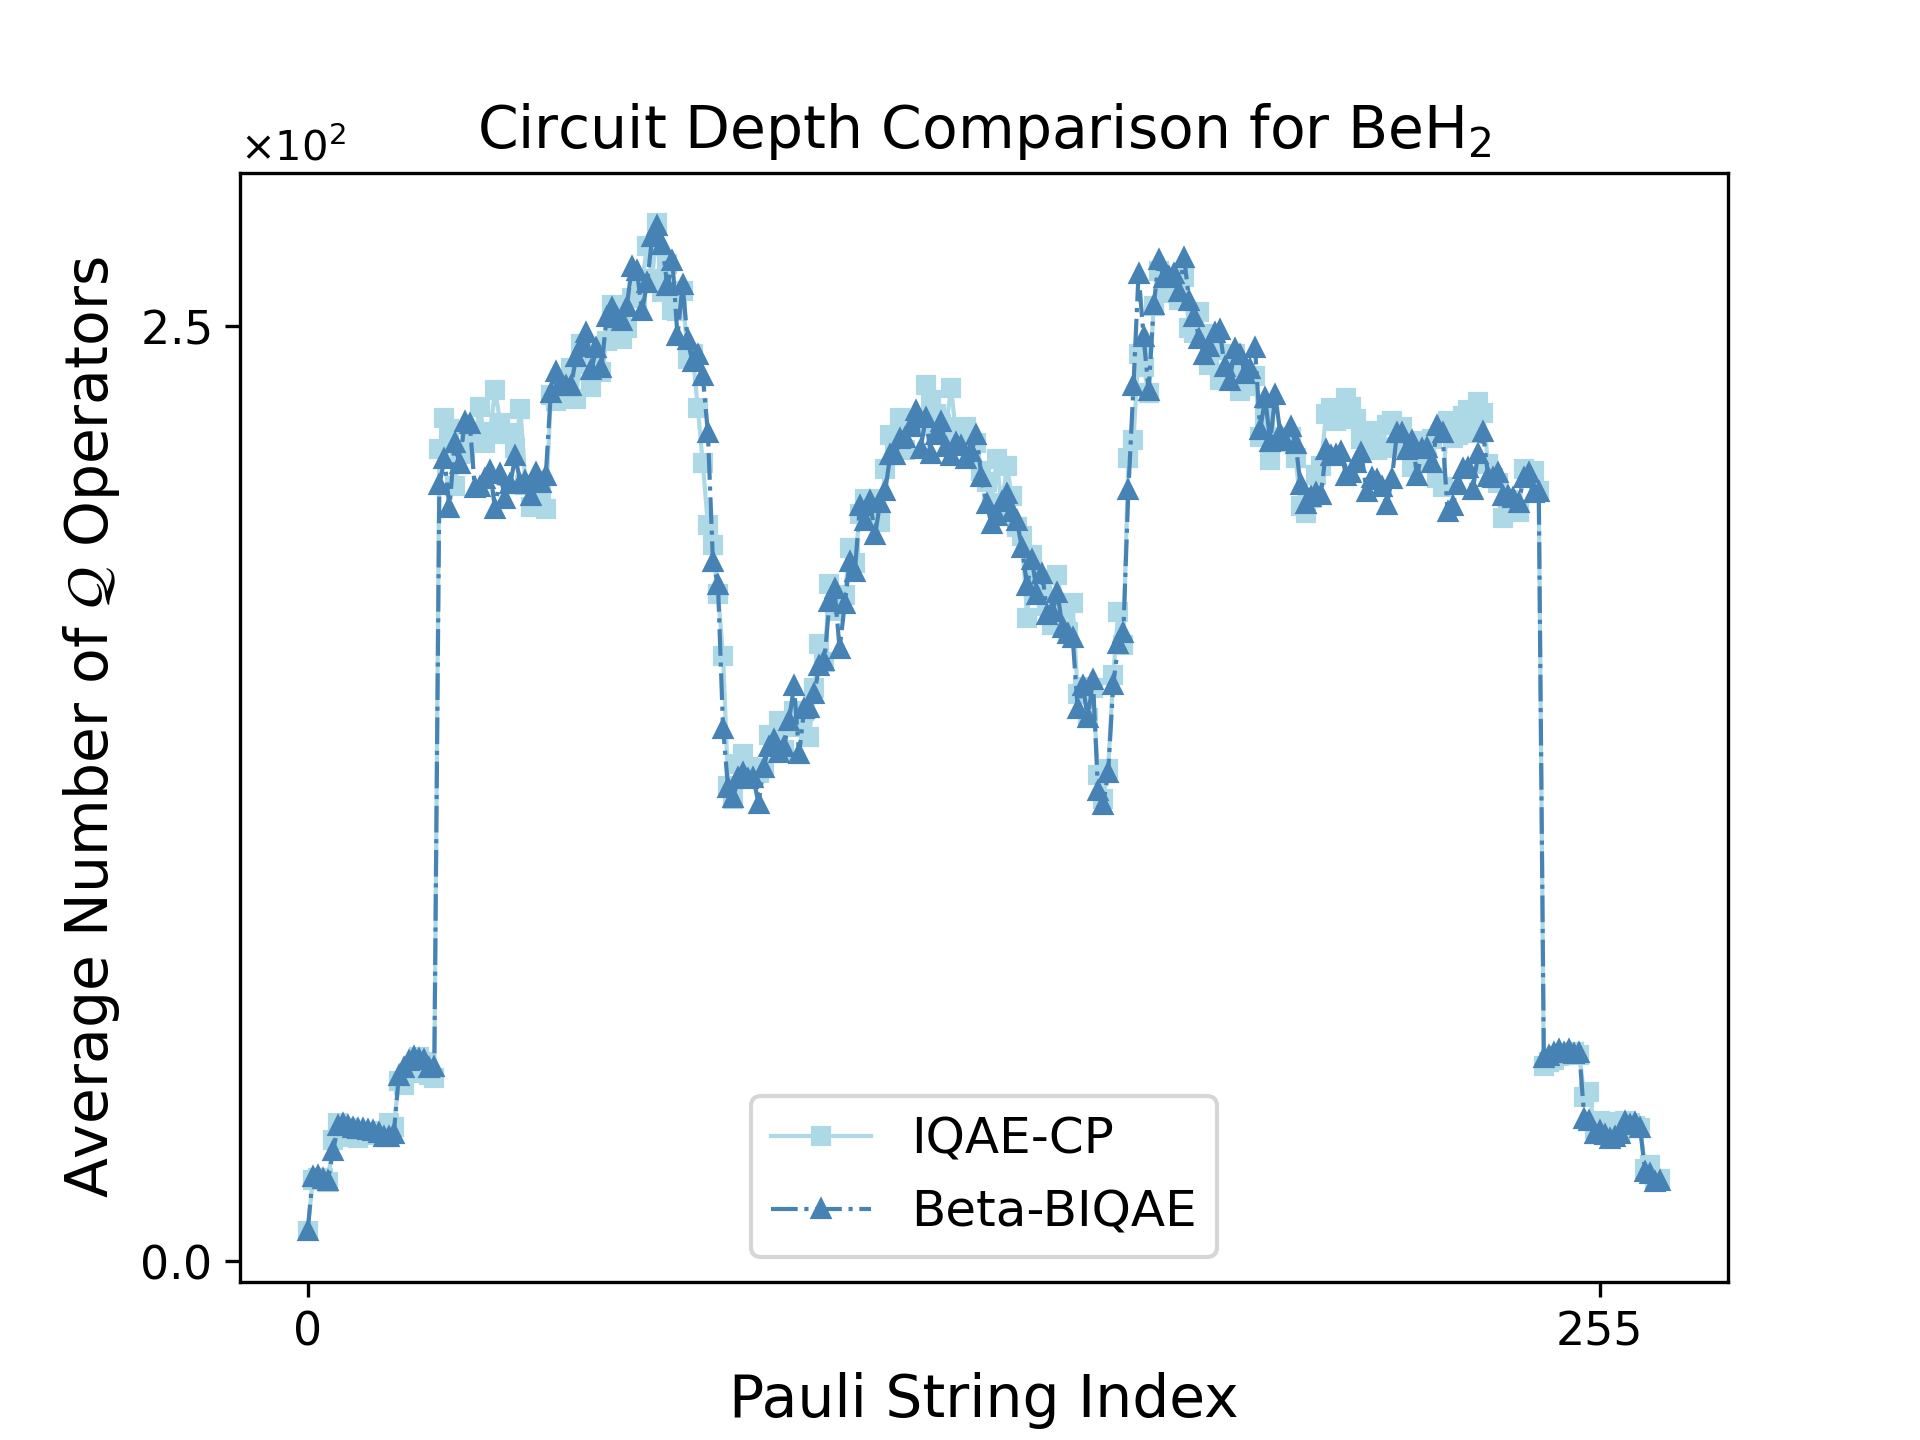 Circuit Depth Comparison for BeH₂
×10²
2.5
0.0
Average Number of 𝒬 Operators
IQAE-CP
Beta-BIQAE
0
255
Pauli String Index